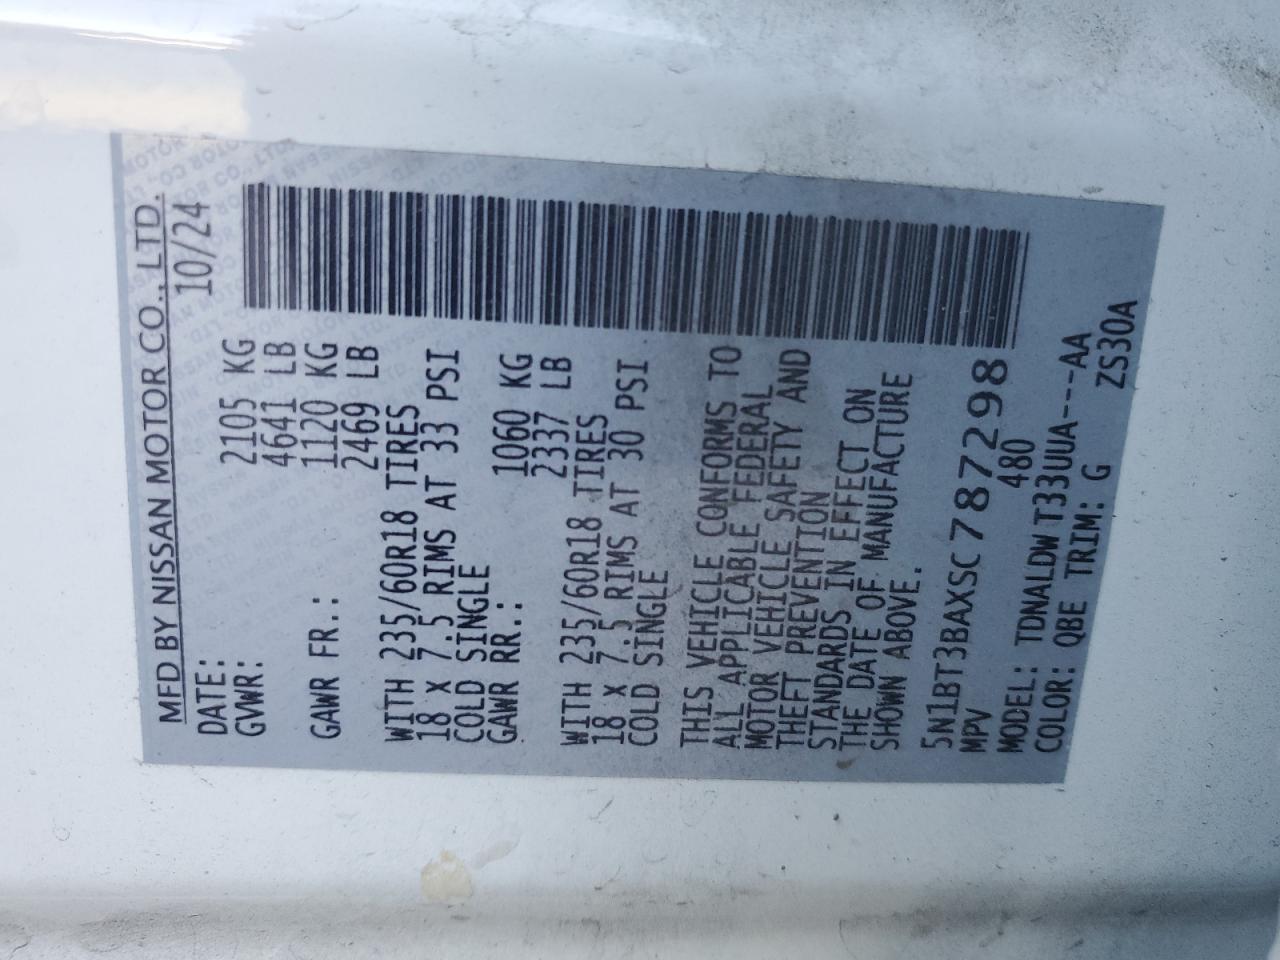 MFD BY NISSAN MOTOR CO., LTD.
DATE: 10/24
GVWR: 2105 KG
4641 LB
GAWR FR.: 1120 KG
2469 LB
WITH 235/60R18 TIRES
18 X 7.5 RIMS AT 33 PSI
COLD SINGLE
GAWR RR.: 1060 KG
2337 LB
WITH 235/60R18 TIRES
18 X 7.5 RIMS AT 30 PSI
COLD SINGLE
THIS VEHICLE CONFORMS TO
ALL APPLICABLE FEDERAL
MOTOR VEHICLE SAFETY AND
THEFT PREVENTION
STANDARDS IN EFFECT ON
THE DATE OF MANUFACTURE
SHOWN ABOVE.
5N1BT3BAXSC787298
MPV 480
MODEL: TDNALDWT33UUA---AA
COLOR: QBE TRIM: G ZS30A